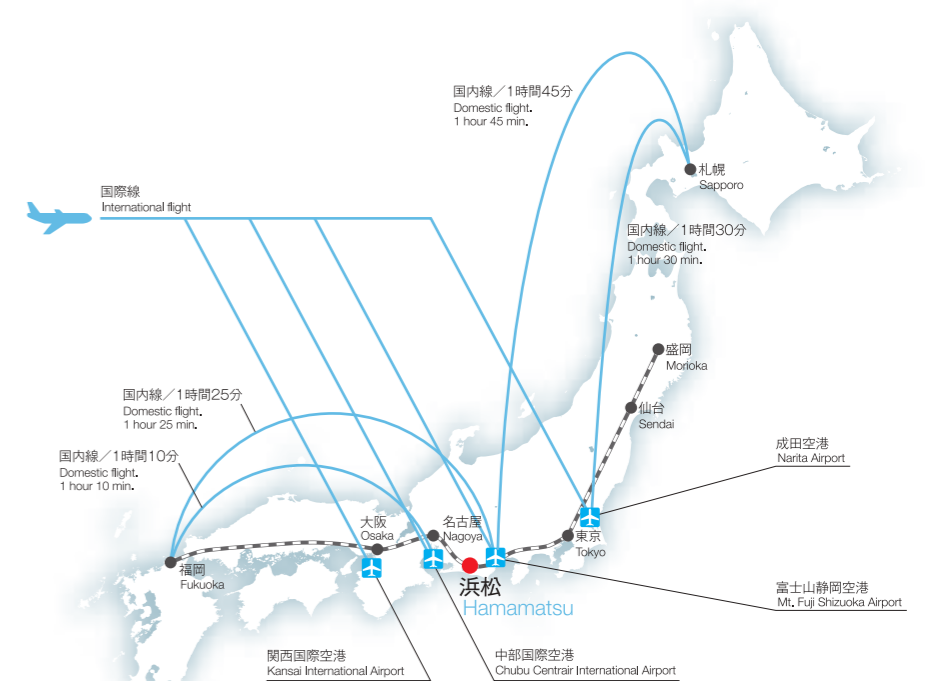 国内線／1時間45分
Domestic flight.
1 hour 45 min.
札幌
Sapporo
国際線
International flight
国内線／1時間30分
Domestic flight.
1 hour 30 min.
盛岡
Morioka
国内線／1時間25分
Domestic flight.
1 hour 25 min.
仙台
Sendai
成田空港
Narita Airport
国内線／1時間10分
Domestic flight.
1 hour 10 min.
大阪
Osaka
名古屋
Nagoya
東京
Tokyo
福岡
Fukuoka
浜松
Hamamatsu
富士山静岡空港
Mt. Fuji Shizuoka Airport
関西国際空港
Kansai International Airport
中部国際空港
Chubu Centrair International Airport